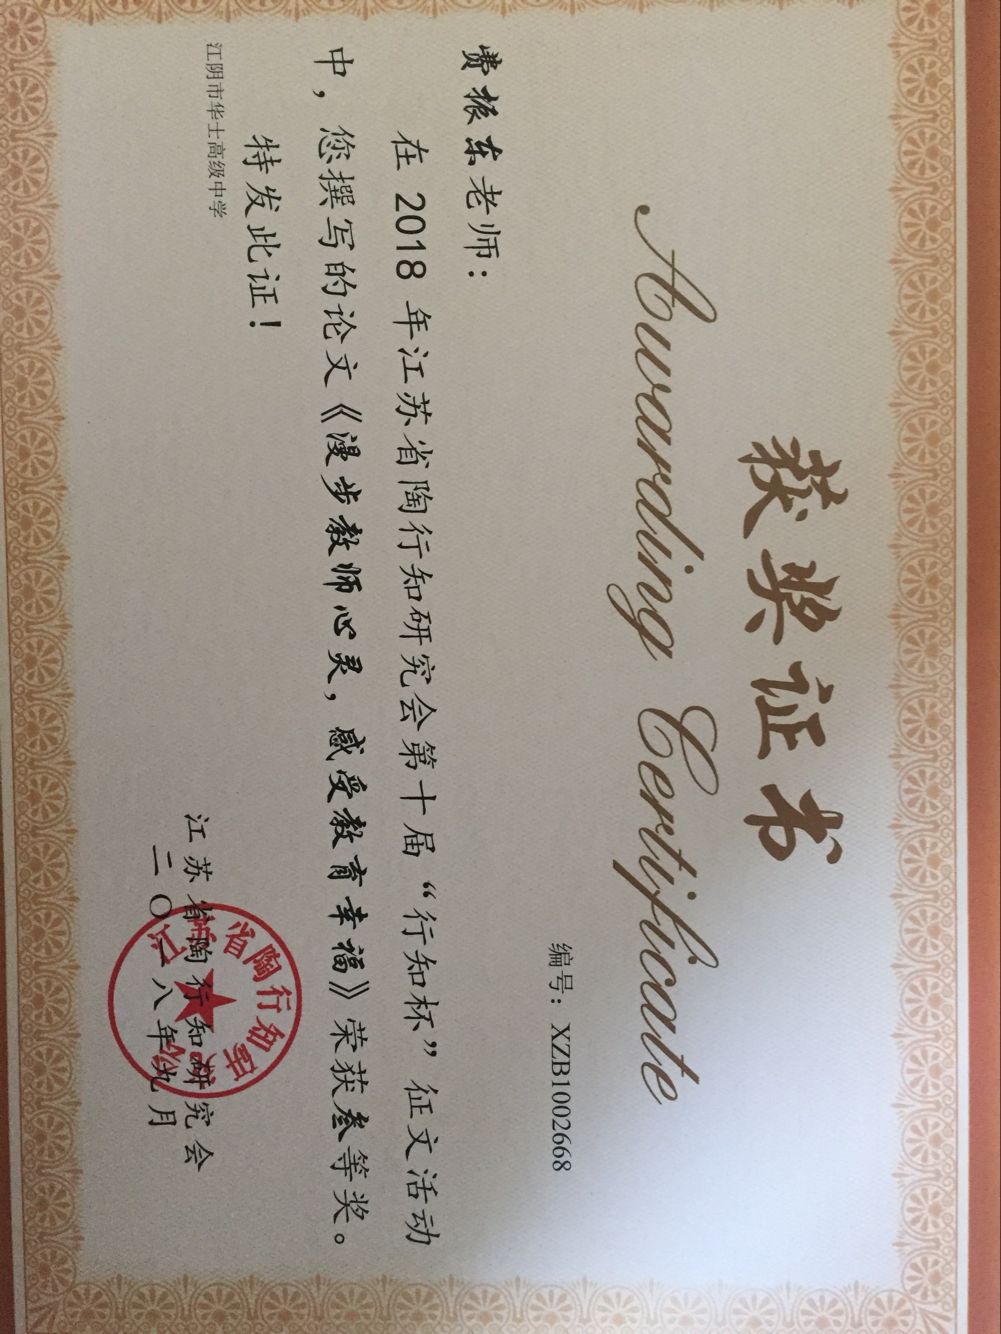 获奖证书
Awarding Certificate
编号：XZB1002668
费振东老师：
在 2018 年江苏省陶行知研究会第十届“行知杯”征文活动
中，您撰写的论文《漫步教师心灵，感受教育幸福》荣获叁等奖。
特发此证！
江阴市华士高级中学
江苏省陶行知研究会
二〇一八年九月